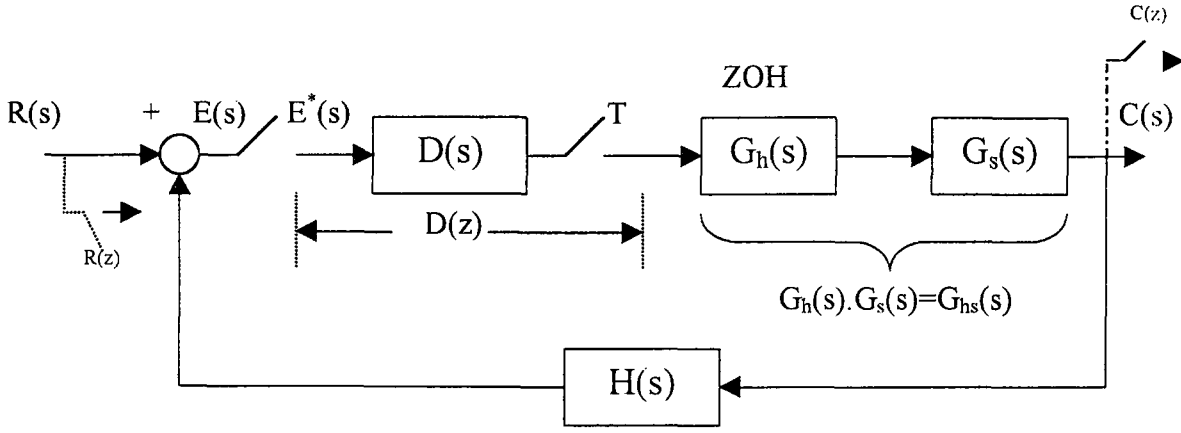 C(z)
ZOH
R(s) + E(s) E*(s) T C(s)
D(s) Gₕ(s) Gₛ(s)
D(z)
R(z)
Gₕ(s).Gₛ(s)=Gₕₛ(s)
H(s)